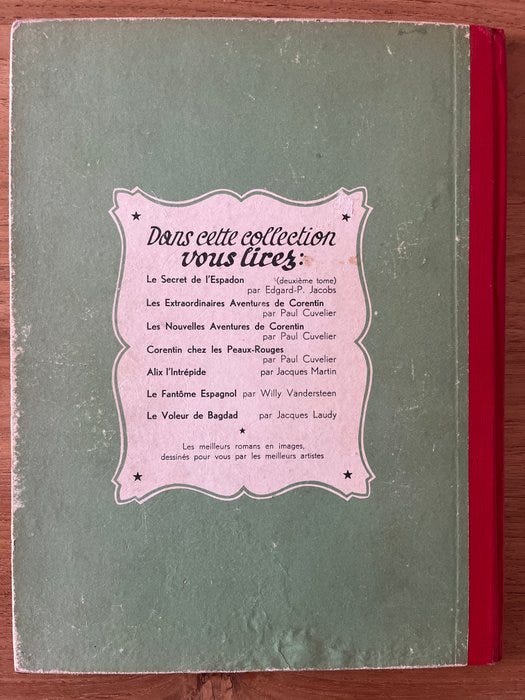 Dans cette collection
vous lirez:
Le Secret de l'Espadon (deuxième tome)
par Edgard-P. Jacobs
Les Extraordinaires Aventures de Corentin
par Paul Cuvelier
Les Nouvelles Aventures de Corentin
par Paul Cuvelier
Corentin chez les Peaux-Rouges
par Paul Cuvelier
Alix l'Intrépide par Jacques Martin
Le Fantôme Espagnol par Willy Vandersteen
Le Voleur de Bagdad par Jacques Laudy
Les meilleurs romans en images,
dessinés pour vous par les meilleurs artistes